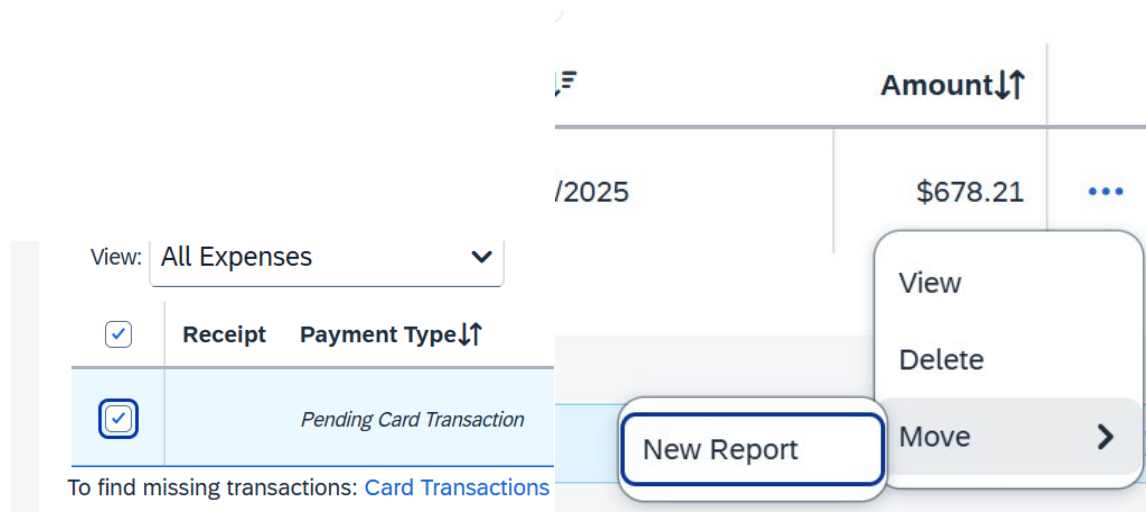 Amount
/2025
$678.21
View:
All Expenses
View
Receipt
Payment Type
Delete
Pending Card Transaction
Move
New Report
To find missing transactions: Card Transactions